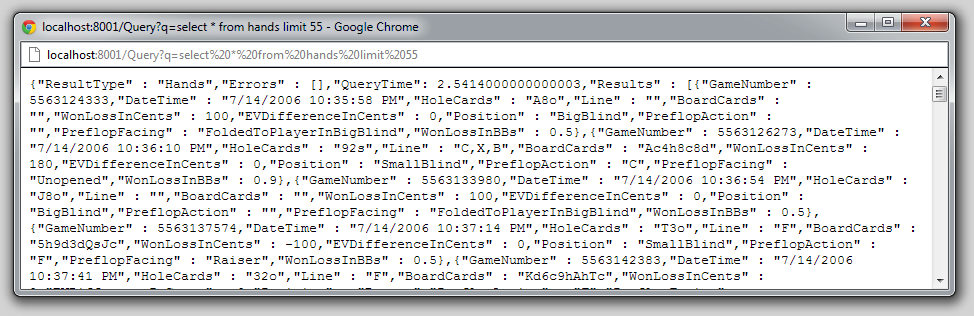 localhost:8001/Query?q=select * from hands limit 55 - Google Chrome
localhost:8001/Query?q=select%20*%20from%20hands%20limit%2055
{"ResultType" : "Hands","Errors" : [],"QueryTime": 2.5414000000000003,"Results" : [{"GameNumber" :
5563124333,"DateTime" : "7/14/2006 10:35:58 PM","HoleCards" : "A8o","Line" : "","BoardCards" :
"","WonLossInCents" : 100,"EVDifferenceInCents" : 0,"Position" : "BigBlind","PreflopAction" :
"","PreflopFacing" : "FoldedToPlayerInBigBlind","WonLossInBBs" : 0.5},{"GameNumber" : 5563126273,"DateTime" :
"7/14/2006 10:36:10 PM","HoleCards" : "92s","Line" : "C,X,B","BoardCards" : "Ac4h8c8d","WonLossInCents" :
180,"EVDifferenceInCents" : 0,"Position" : "SmallBlind","PreflopAction" : "C","PreflopFacing" :
"Unopened","WonLossInBBs" : 0.9},{"GameNumber" : 5563133980,"DateTime" : "7/14/2006 10:36:54 PM","HoleCards" :
"J8o","Line" : "","BoardCards" : "","WonLossInCents" : 100,"EVDifferenceInCents" : 0,"Position" :
"BigBlind","PreflopAction" : "","PreflopFacing" : "FoldedToPlayerInBigBlind","WonLossInBBs" : 0.5},
{"GameNumber" : 5563137574,"DateTime" : "7/14/2006 10:37:14 PM","HoleCards" : "T3o","Line" : "F","BoardCards" :
"5h9d3dQsJc","WonLossInCents" : -100,"EVDifferenceInCents" : 0,"Position" : "SmallBlind","PreflopAction" :
"F","PreflopFacing" : "Raiser","WonLossInBBs" : 0.5},{"GameNumber" : 5563142383,"DateTime" : "7/14/2006
10:37:41 PM","HoleCards" : "32o","Line" : "F","BoardCards" : "Kd6c9hAhTc","WonLossInCents" :